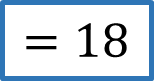 = 18